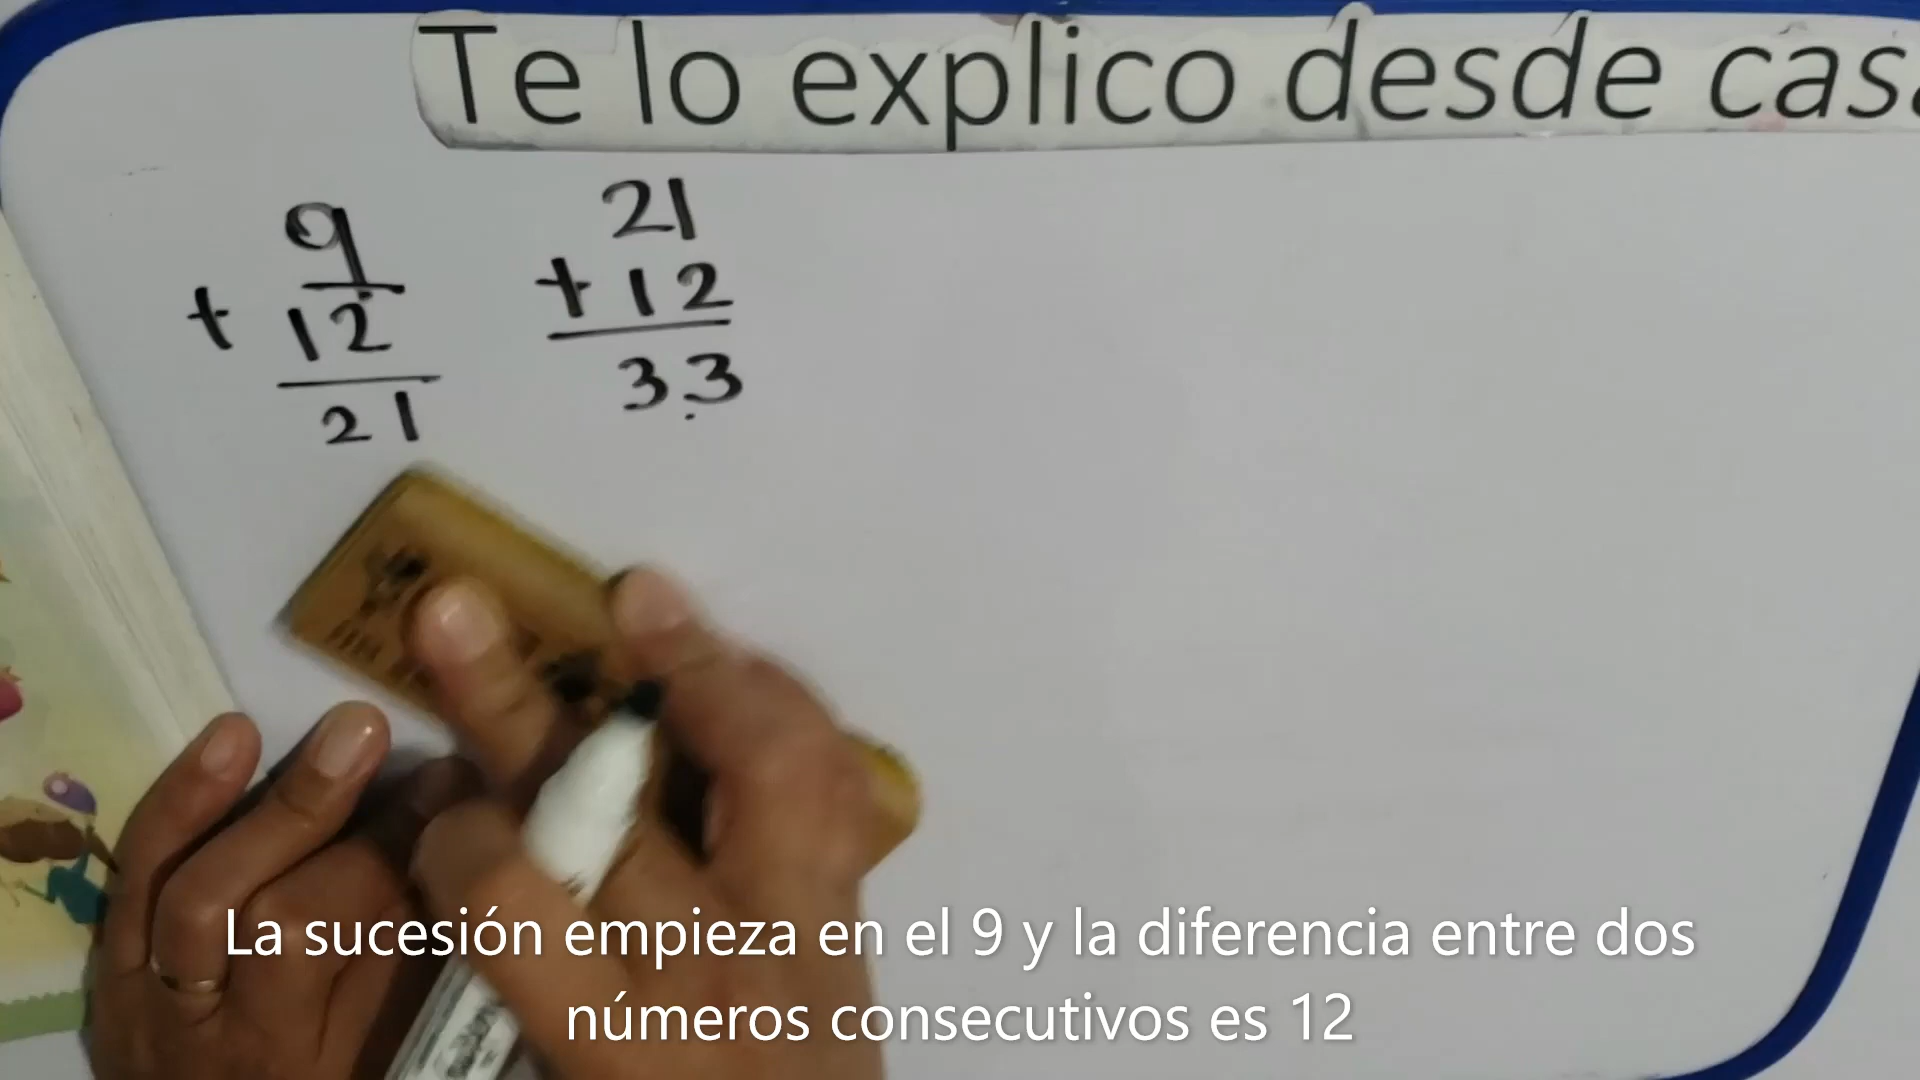 Te lo explico desde cas
9
+ 12
21
21
+ 12
33
La sucesión empieza en el 9 y la diferencia entre dos
números consecutivos es 12